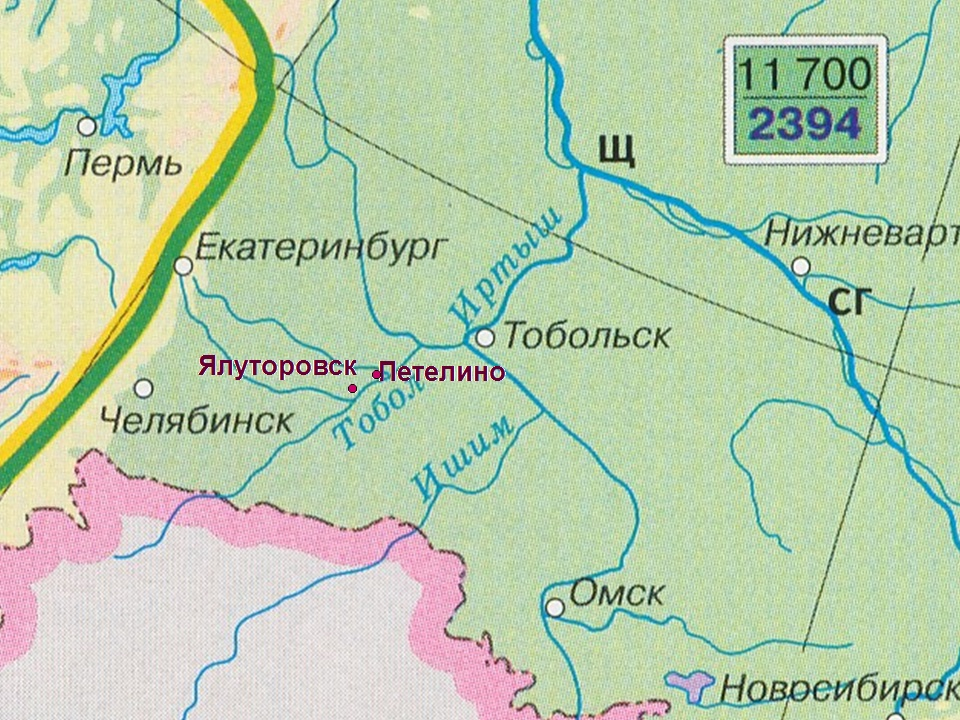 11 700
2394
Щ
Пермь
Иртыш
Нижневарт
Екатеринбург
СГ
Тобольск
Ялуторовск
Петелино
Тобол
Челябинск
Ишим
Омск
Новосибирск